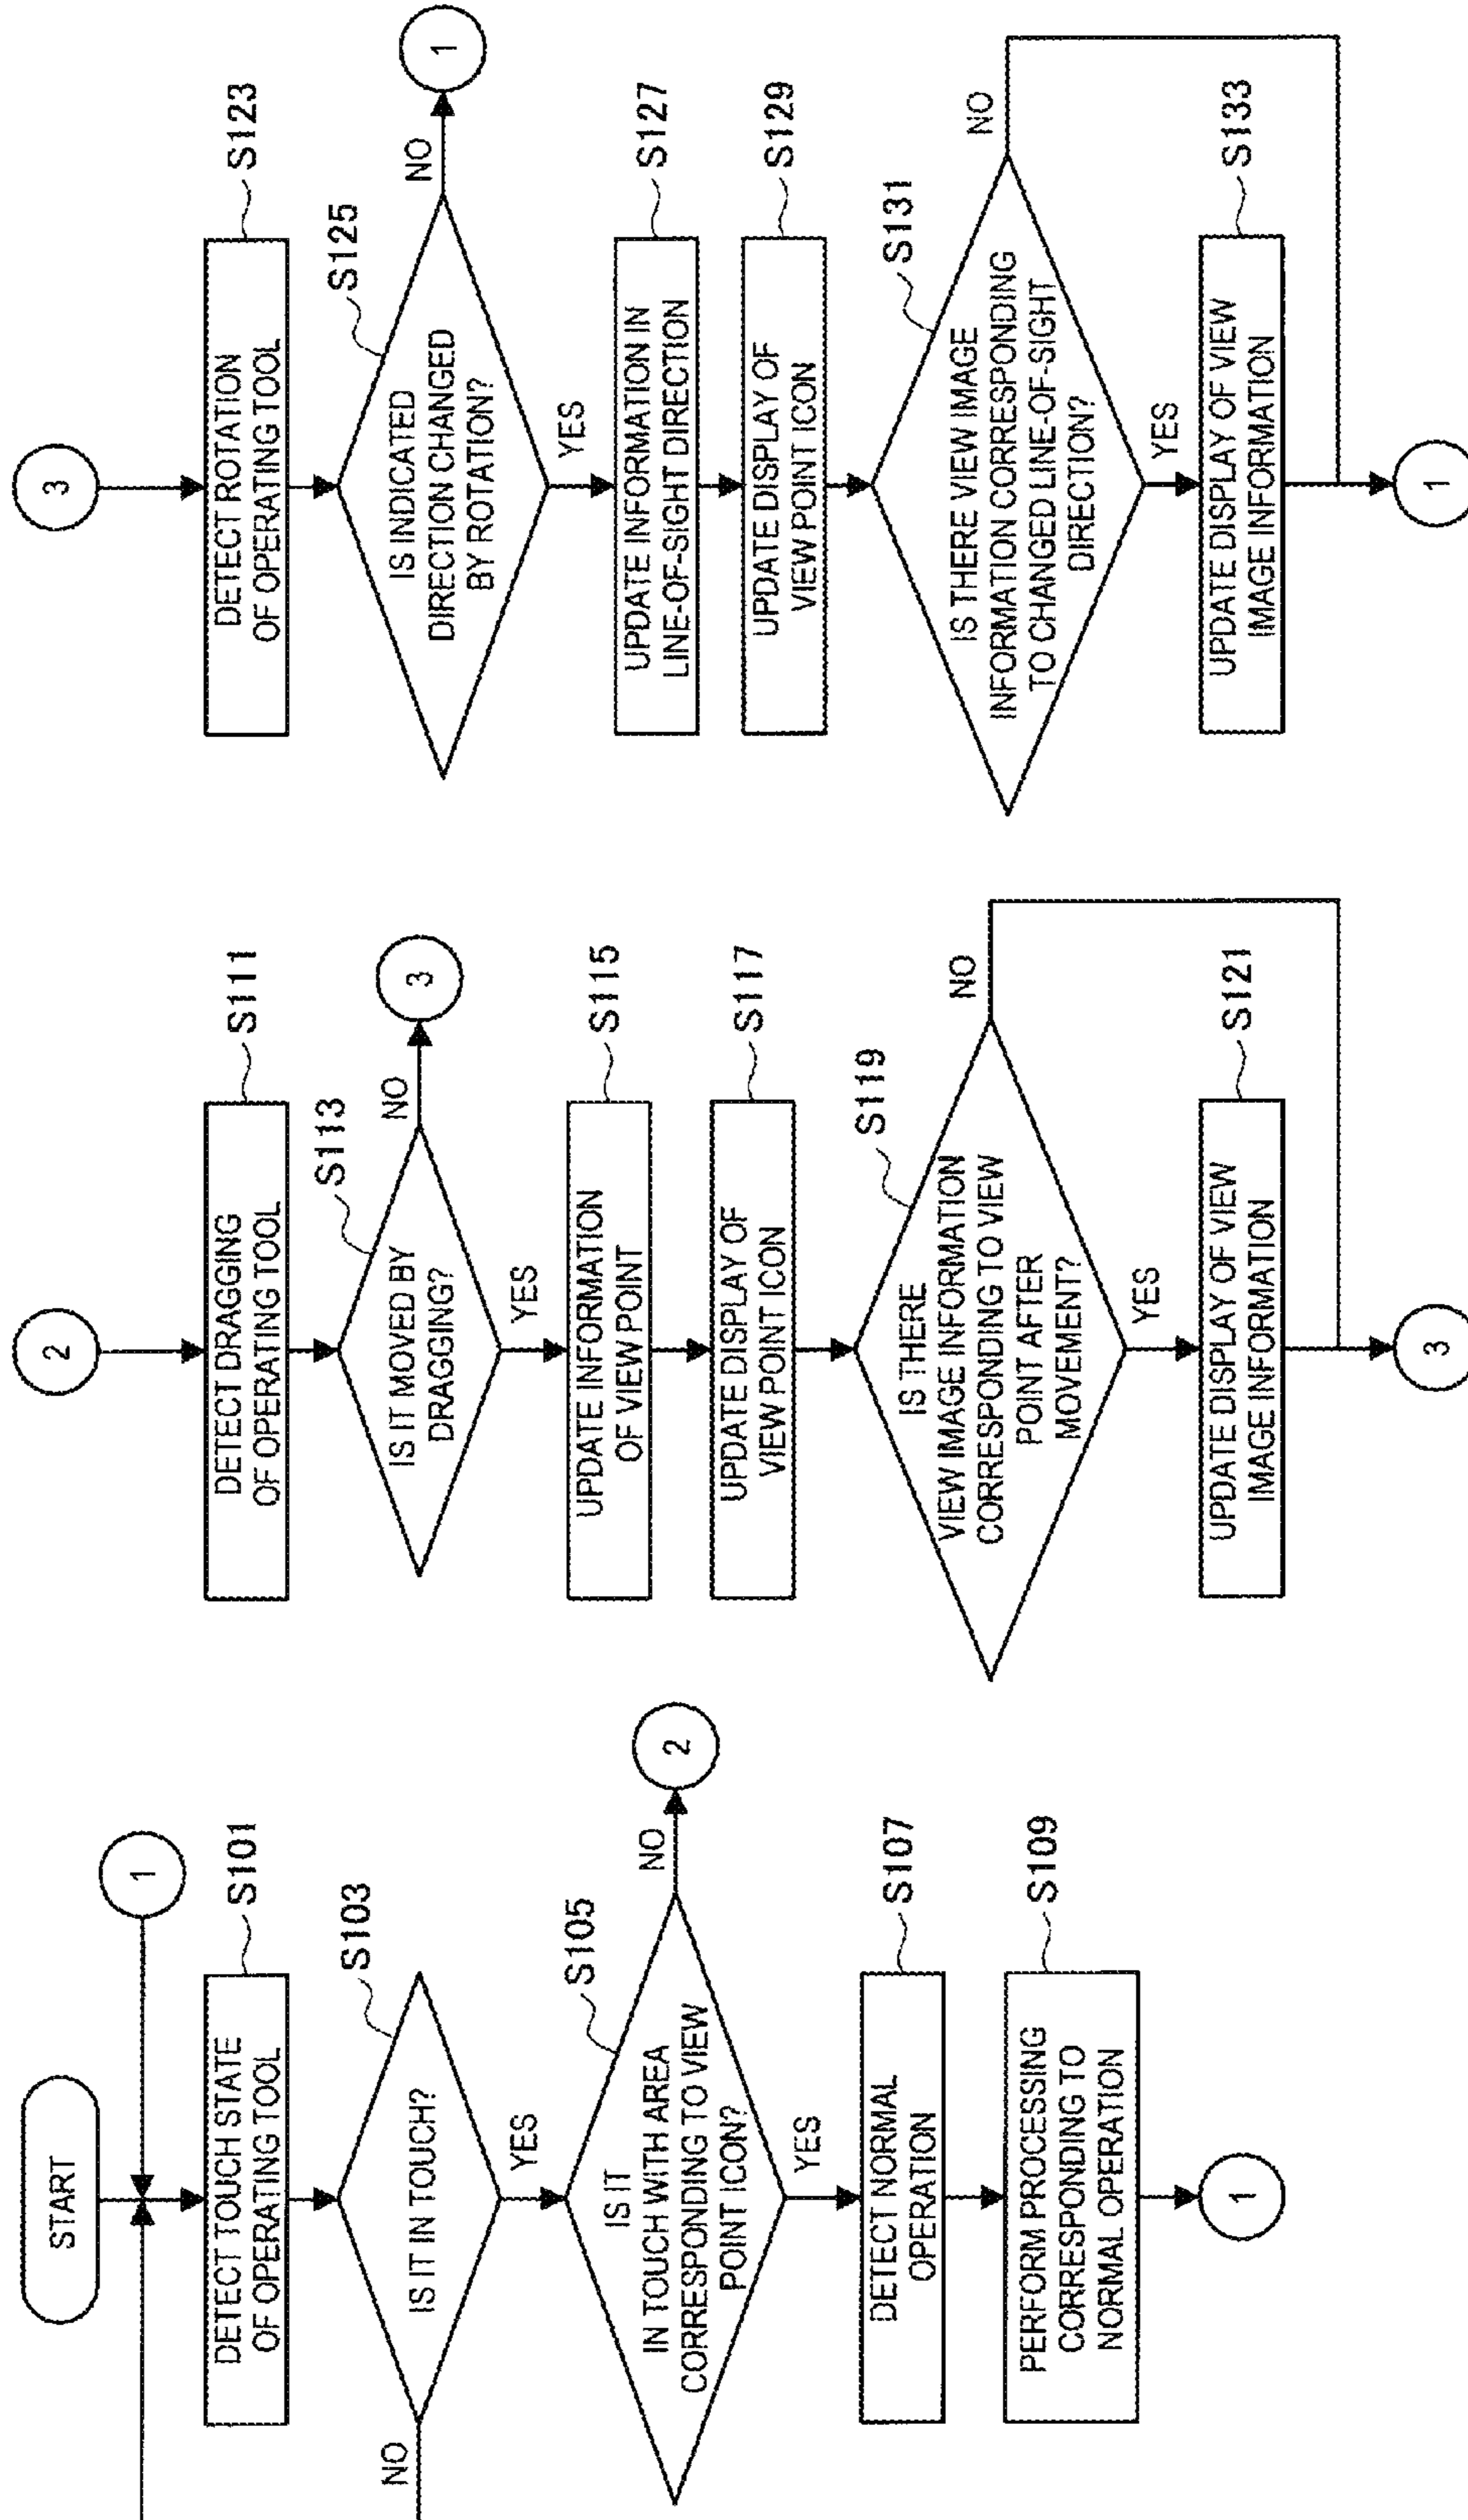 START
1
DETECT TOUCH STATE
OF OPERATING TOOL
S101
IS IT IN TOUCH?
S103
NO
YES
IS IT
IN TOUCH WITH AREA
CORRESPONDING TO VIEW
POINT ICON?
S105
NO
2
YES
DETECT NORMAL
OPERATION
S107
PERFORM PROCESSING
CORRESPONDING TO
NORMAL OPERATION
S109
1
2
DETECT DRAGGING
OF OPERATING TOOL
S111
IS IT MOVED BY
DRAGGING?
S113
NO
3
YES
UPDATE INFORMATION
OF VIEW POINT
S115
UPDATE DISPLAY OF
VIEW POINT ICON
S117
IS THERE
VIEW IMAGE INFORMATION
CORRESPONDING TO VIEW
POINT AFTER
MOVEMENT?
S119
NO
YES
UPDATE DISPLAY OF VIEW
IMAGE INFORMATION
S121
3
3
DETECT ROTATION
OF OPERATING TOOL
S123
IS INDICATED
DIRECTION CHANGED
BY ROTATION?
S125
NO
1
YES
UPDATE INFORMATION IN
LINE-OF-SIGHT DIRECTION
S127
UPDATE DISPLAY OF
VIEW POINT ICON
S129
IS THERE VIEW IMAGE
INFORMATION CORRESPONDING
TO CHANGED LINE-OF-SIGHT
DIRECTION?
S131
NO
YES
UPDATE DISPLAY OF VIEW
IMAGE INFORMATION
S133
1